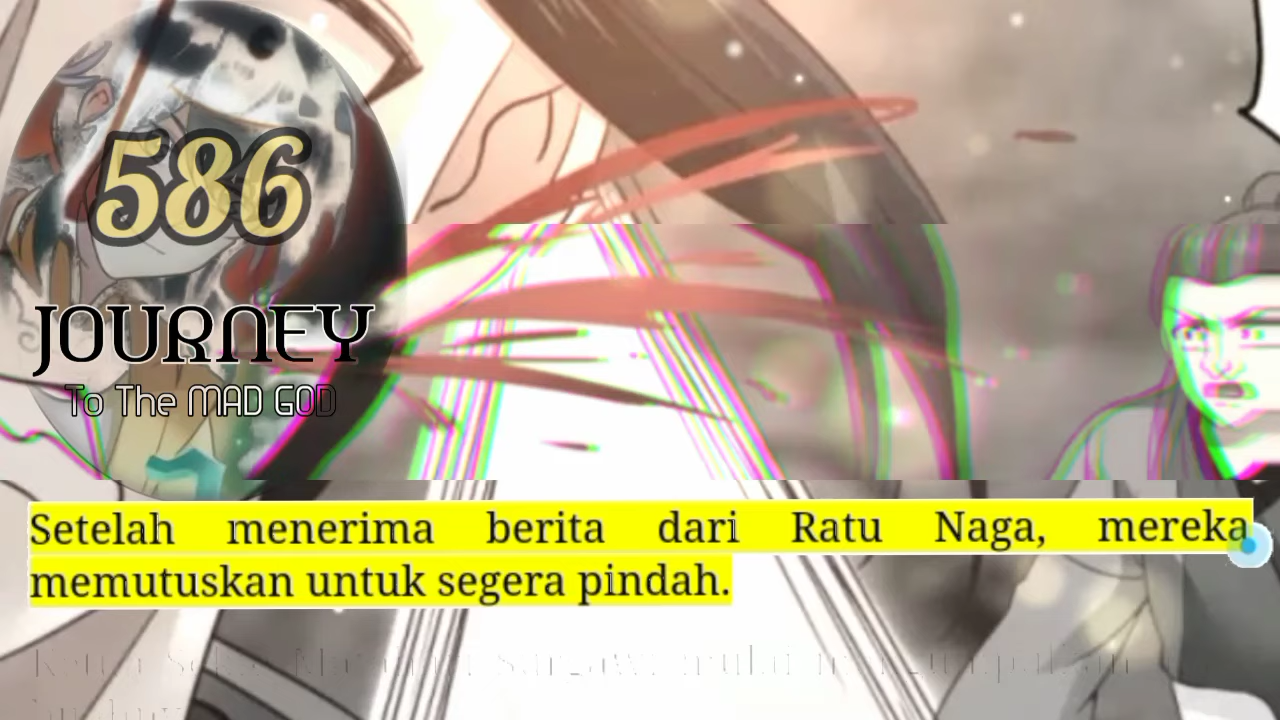 586
JOURNEY
To The MAD GOD
Setelah menerima berita dari Ratu Naga, mereka
memutuskan untuk segera pindah.